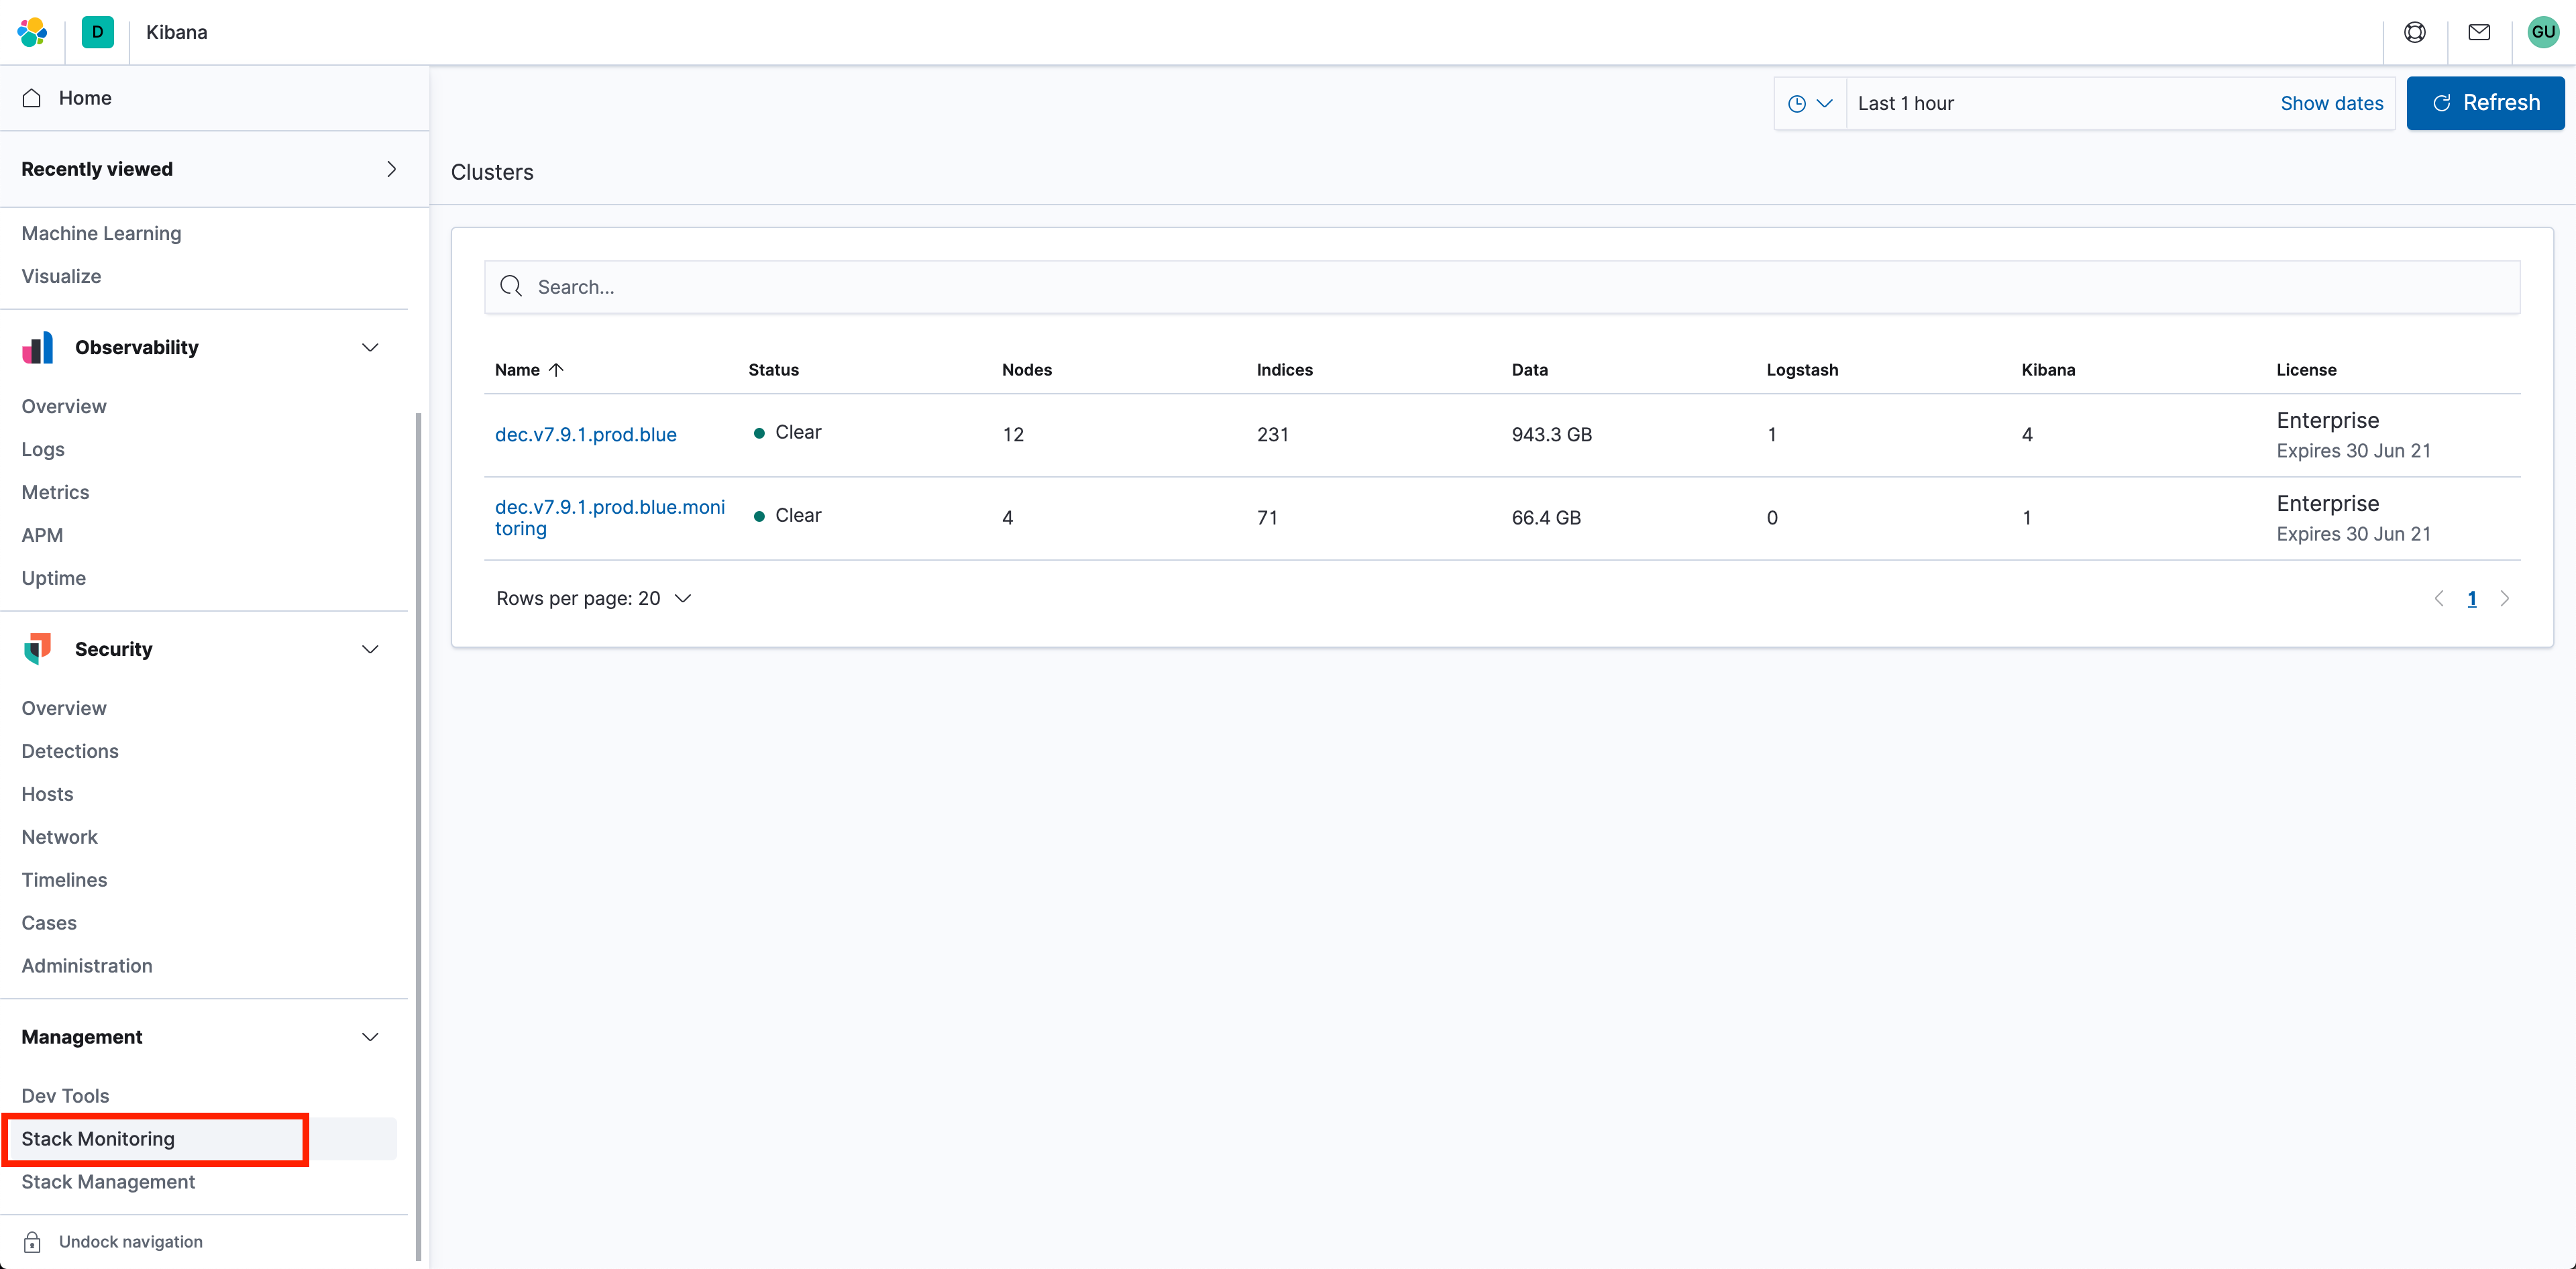 D
Kibana
GU
Home
Recently viewed
Machine Learning
Visualize
Observability
Overview
Logs
Metrics
APM
Uptime
Security
Overview
Detections
Hosts
Network
Timelines
Cases
Administration
Management
Dev Tools
Stack Monitoring
Stack Management
Undock navigation
Last 1 hour
Show dates
Refresh
Clusters
Search...
Name Status Nodes Indices Data Logstash Kibana License
dec.v7.9.1.prod.blue Clear 12 231 943.3 GB 1 4 Enterprise
Expires 30 Jun 21
dec.v7.9.1.prod.blue.moni
toring
Clear 4 71 66.4 GB 0 1 Enterprise
Expires 30 Jun 21
Rows per page: 20
1